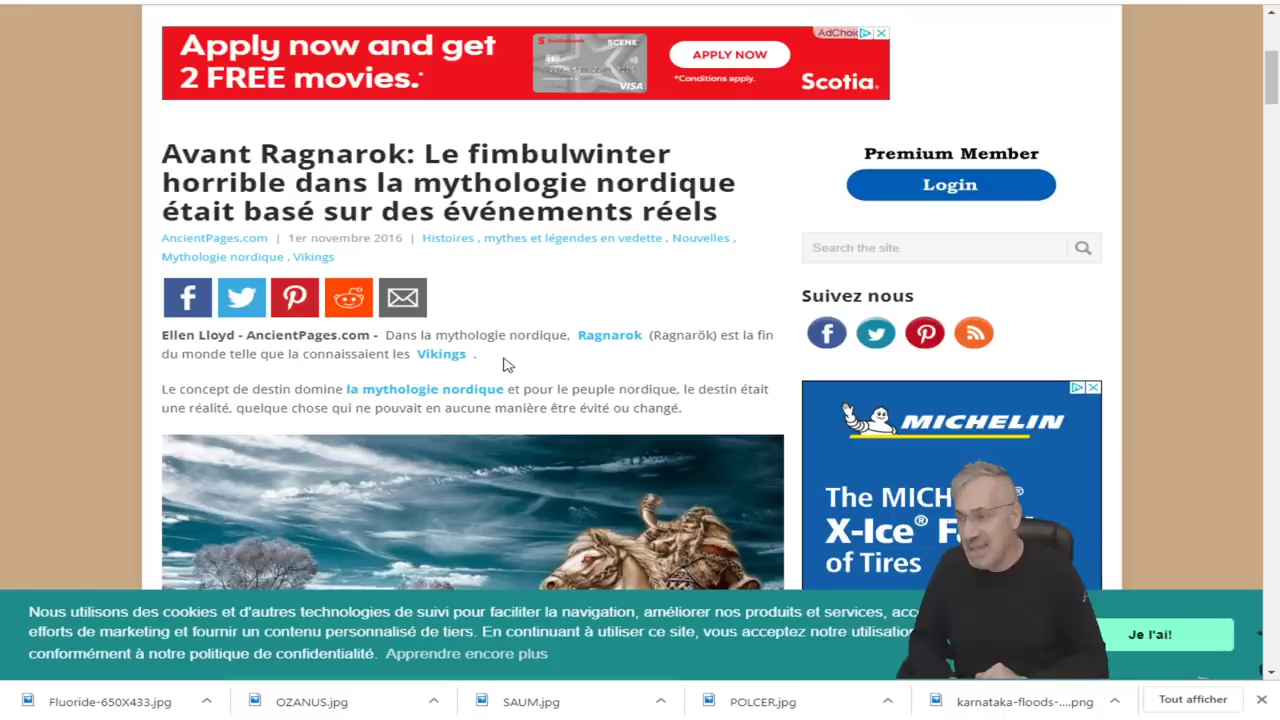 Apply now and get
2 FREE movies.*
SCENE
VISA
APPLY NOW
*Conditions apply.
Scotia
Avant Ragnarok: Le fimbulwinter
horrible dans la mythologie nordique
était basé sur des événements réels
AncientPages.com | 1er novembre 2016 | Histoires , mythes et légendes en vedette , Nouvelles ,
Mythologie nordique , Vikings
Ellen Lloyd - AncientPages.com - Dans la mythologie nordique, Ragnarok (Ragnarök) est la fin
du monde telle que la connaissaient les Vikings .
Le concept de destin domine la mythologie nordique et pour le peuple nordique, le destin était
une réalité, quelque chose qui ne pouvait en aucune manière être évité ou changé.
Premium Member
Login
Search the site
Suivez nous
MICHELIN
The MICH
X-Ice® F
of Tires
Nous utilisons des cookies et d'autres technologies de suivi pour faciliter la navigation, améliorer nos produits et services,
efforts de marketing et fournir un contenu personnalisé de tiers. En continuant à utiliser ce site, vous acceptez notre
conformément à notre politique de confidentialité. Apprendre encore plus
Je l'ai!
Fluoride-650X433.jpg
OZANUS.jpg
SAUM.jpg
POLCER.jpg
karnataka-floods-....png
Tout afficher